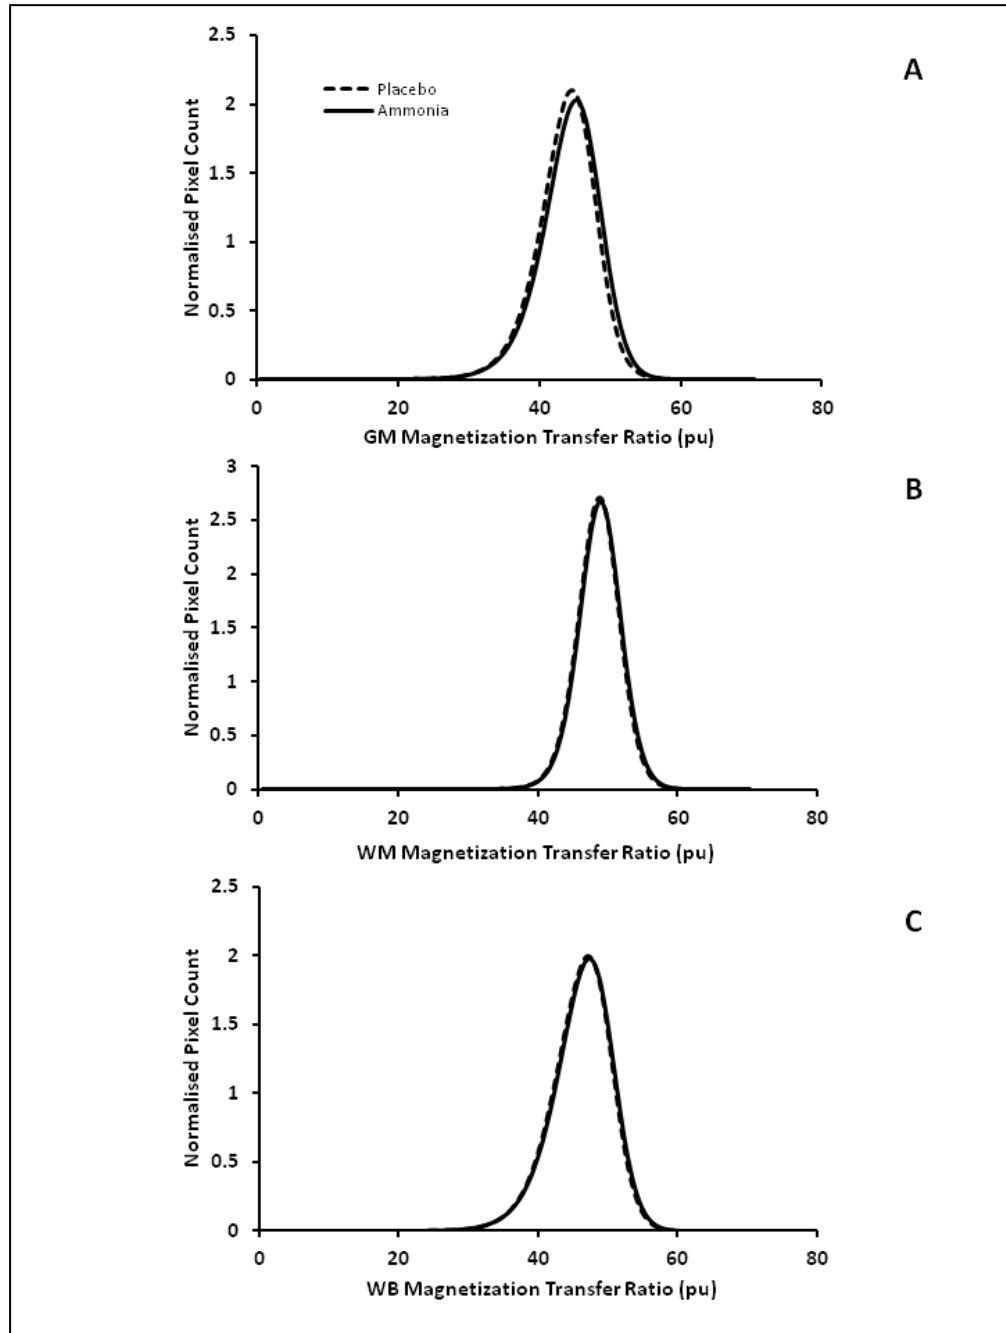 2.5
A
Placebo
Ammonia
2
1.5
1
0.5
0
Normalised Pixel Count
0 20 40 60 80
GM Magnetization Transfer Ratio (pu)
3
B
2.5
2
1.5
1
0.5
0
Normalised Pixel Count
0 20 40 60 80
WM Magnetization Transfer Ratio (pu)
2.5
C
2
1.5
1
0.5
0
Normalised Pixel Count
0 20 40 60 80
WB Magnetization Transfer Ratio (pu)